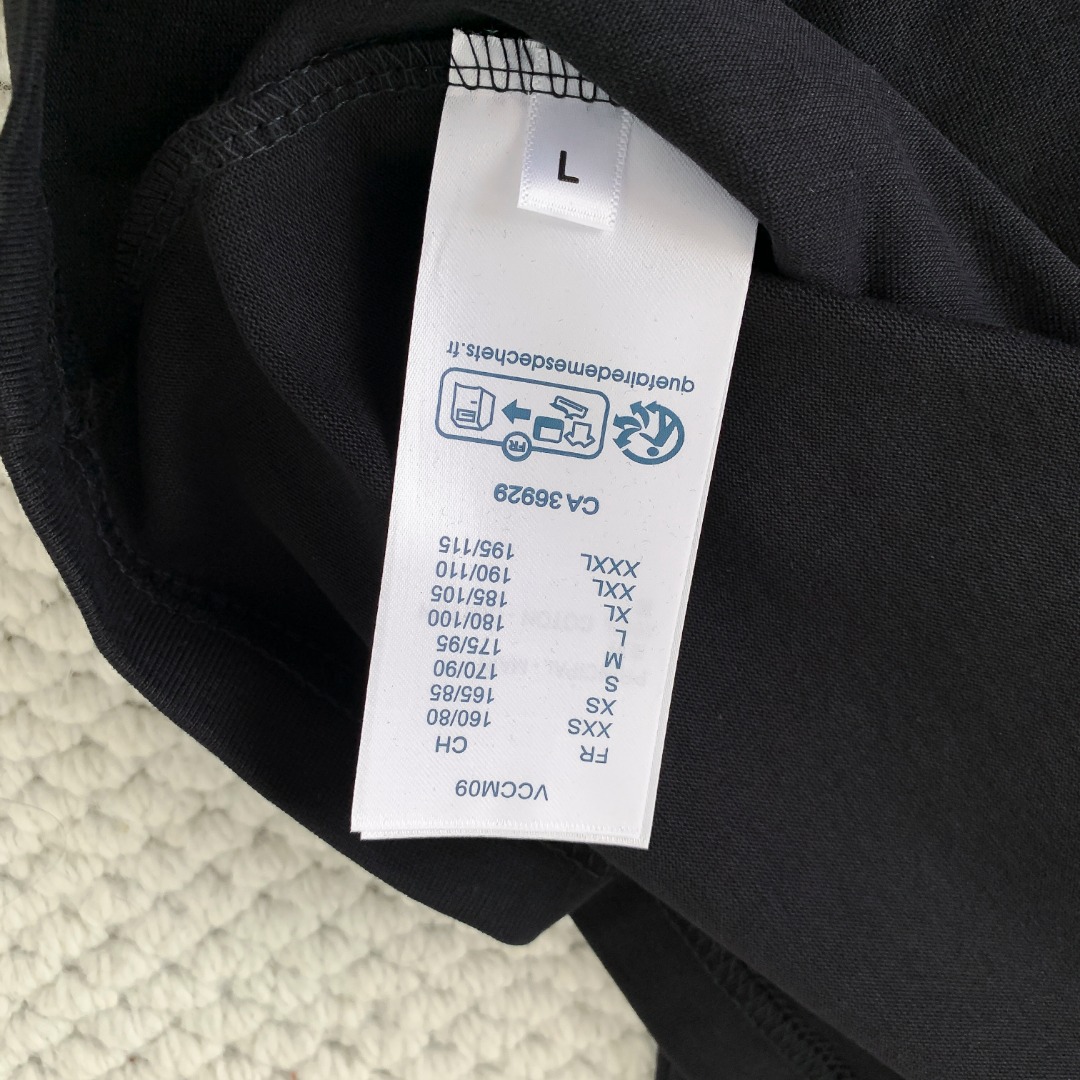 L
VCCM09
FR CH
XXS 160/80
XS 165/85
S 170/90
M 175/95
L 180/100
XL 185/105
XXL 190/110
XXXL 195/115
CA 36929
FR
quefairedemesdechets.fr